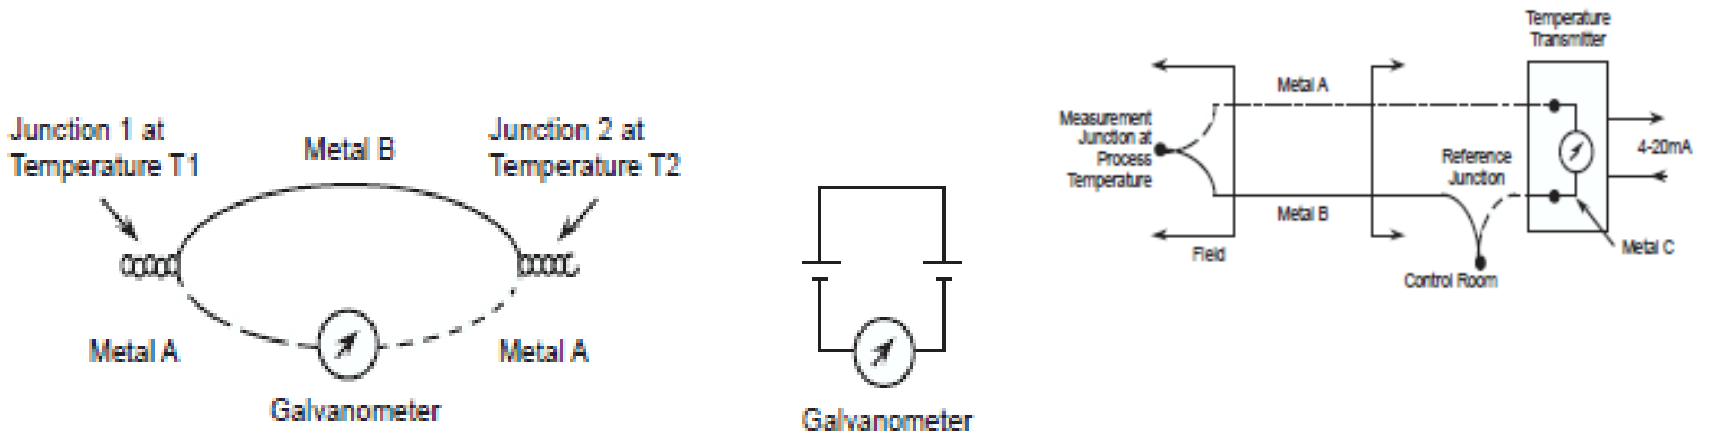 Junction 1 at
Temperature T1
Metal B
Junction 2 at
Temperature T2
Metal A
Metal A
Galvanometer
Galvanometer
Temperature
Transmitter
Metal A
Measurement
Junction at
Process
Temperature
Reference
Junction
4-20mA
Metal B
Field
Metal C
Control Room